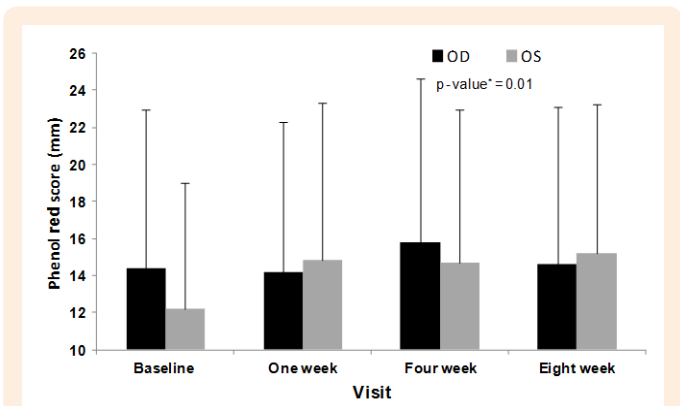 26
24
22
20
18
16
14
12
10
Phenol red score (mm)
OD OS
p-value* = 0.01
Baseline One week Four week Eight week
Visit